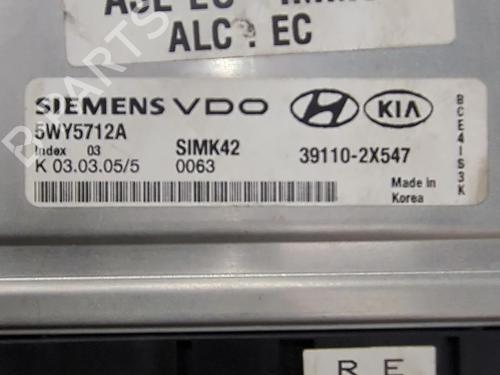 ALC : EC
SIEMENS VDO KIA
5WY5712A
Index 03 SIMK42 39110-2X547
K 03.03.05/5 0063
Made in
Korea
BCE41S3K
R E
B PARTS